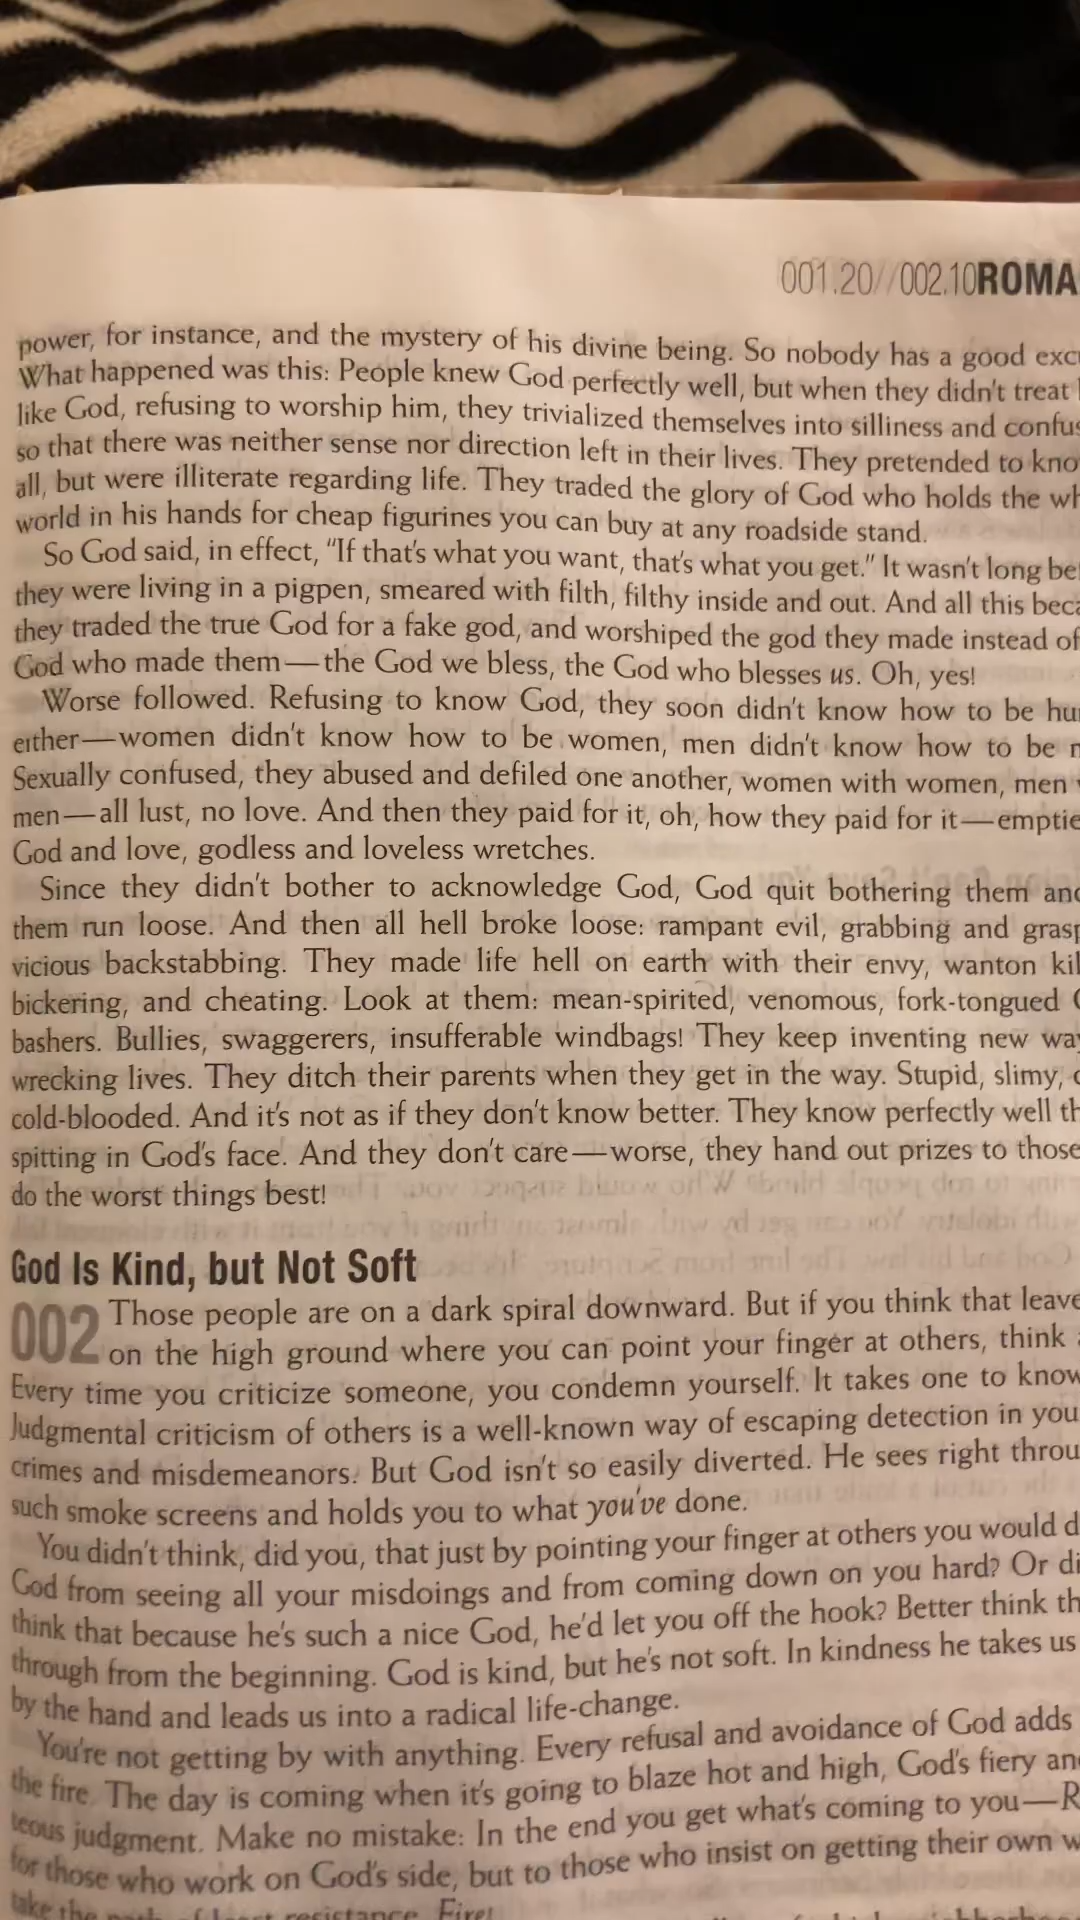 001.20//002.10ROMA
power, for instance, and the mystery of his divine being. So nobody has a good exc
What happened was this: People knew God perfectly well, but when they didn't treat
like God, refusing to worship him, they trivialized themselves into silliness and confus
so that there was neither sense nor direction left in their lives. They pretended to kno
all, but were illiterate regarding life. They traded the glory of God who holds the wh
world in his hands for cheap figurines you can buy at any roadside stand.
So God said, in effect, "If that's what you want, that's what you get." It wasn't long be
they were living in a pigpen, smeared with filth, filthy inside and out. And all this beca
they traded the true God for a fake god, and worshiped the god they made instead of
God who made them—the God we bless, the God who blesses us. Oh, yes!
Worse followed. Refusing to know God, they soon didn't know how to be hu
either—women didn't know how to be women, men didn't know how to be
Sexually confused, they abused and defiled one another, women with women, men
men—all lust, no love. And then they paid for it, oh, how they paid for it—emptie
God and love, godless and loveless wretches.
Since they didn't bother to acknowledge God, God quit bothering them and
them run loose. And then all hell broke loose: rampant evil, grabbing and grasp
vicious backstabbing. They made life hell on earth with their envy, wanton kil
bickering, and cheating. Look at them: mean-spirited, venomous, fork-tongued
bashers. Bullies, swaggerers, insufferable windbags! They keep inventing new way
wrecking lives. They ditch their parents when they get in the way. Stupid, slimy,
cold-blooded. And it's not as if they don't know better. They know perfectly well th
spitting in God's face. And they don't care—worse, they hand out prizes to those
do the worst things best!
God Is Kind, but Not Soft
002 Those people are on a dark spiral downward. But if you think that leave
on the high ground where you can point your finger at others, think
Every time you criticize someone, you condemn yourself. It takes one to know
Judgmental criticism of others is a well-known way of escaping detection in you
crimes and misdemeanors. But God isn't so easily diverted. He sees right throu
such smoke screens and holds you to what you've done.
You didn't think, did you, that just by pointing your finger at others you would d
God from seeing all your misdoings and from coming down on you hard? Or di
think that because he's such a nice God, he'd let you off the hook? Better think th
through from the beginning. God is kind, but he's not soft. In kindness he takes us
by the hand and leads us into a radical life-change.
You're not getting by with anything. Every refusal and avoidance of God adds
the fire. The day is coming when it's going to blaze hot and high, God's fiery an
teous judgment. Make no mistake: In the end you get what's coming to you—R
for those who work on God's side, but to those who insist on getting their own w
take the path of least resistance, Fire!